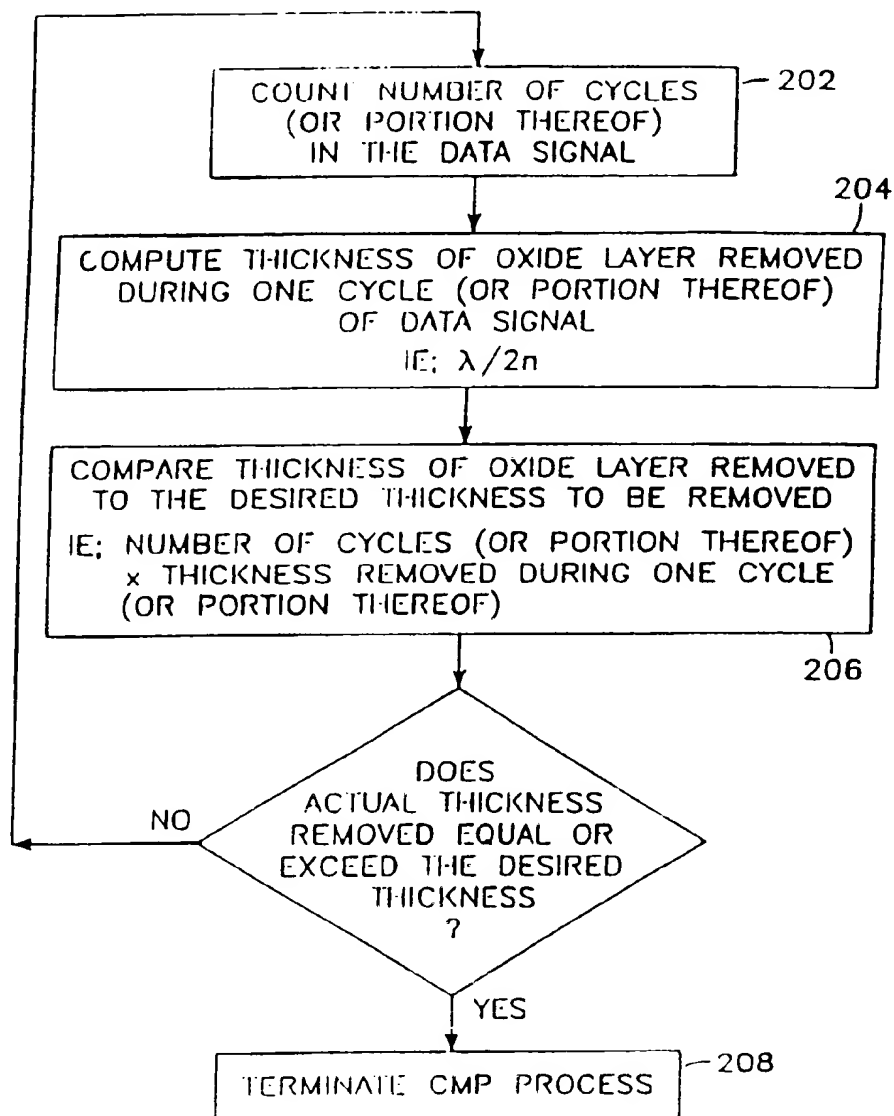 COUNT NUMBER OF CYCLES
(OR PORTION THEREOF)
IN THE DATA SIGNAL
202
204
COMPUTE THICKNESS OF OXIDE LAYER REMOVED
DURING ONE CYCLE (OR PORTION THEREOF)
OF DATA SIGNAL
IE; λ/2n
COMPARE THICKNESS OF OXIDE LAYER REMOVED
TO THE DESIRED THICKNESS TO BE REMOVED
IE; NUMBER OF CYCLES (OR PORTION THEREOF)
x THICKNESS REMOVED DURING ONE CYCLE
(OR PORTION THEREOF)
206
DOES
ACTUAL THICKNESS
REMOVED EQUAL OR
EXCEED THE DESIRED
THICKNESS
?
NO
YES
TERMINATE CMP PROCESS
208